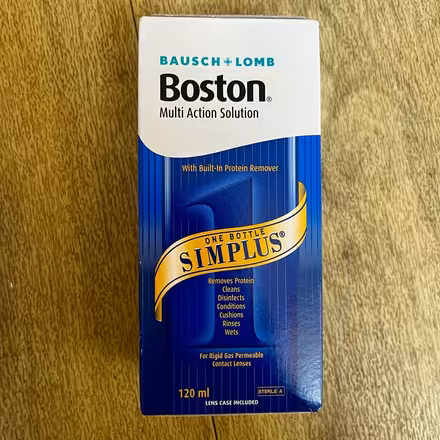 BAUSCH + LOMB
Boston®
Multi Action Solution
With Built-In Protein Remover
1
ONE BOTTLE
SIMPLUS®
Removes Protein
Cleans
Disinfects
Conditions
Cushions
Rinses
Wets
For Rigid Gas Permeable
Contact Lenses
120 ml
STERILE A
LENS CASE INCLUDED